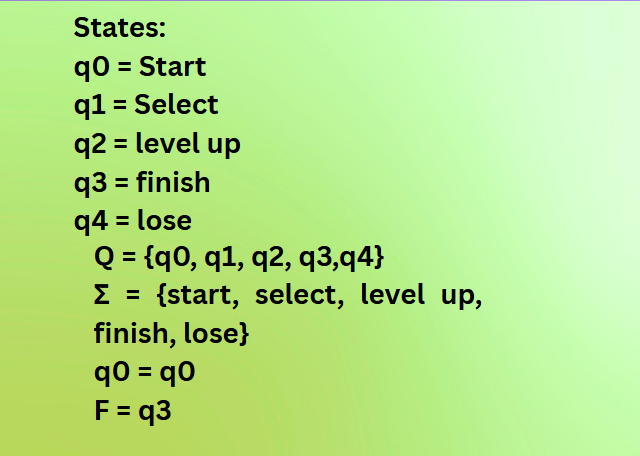 States:
q0 = Start
q1 = Select
q2 = level up
q3 = finish
q4 = lose
Q = {q0, q1, q2, q3,q4}
Σ = {start, select, level up,
finish, lose}
q0 = q0
F = q3